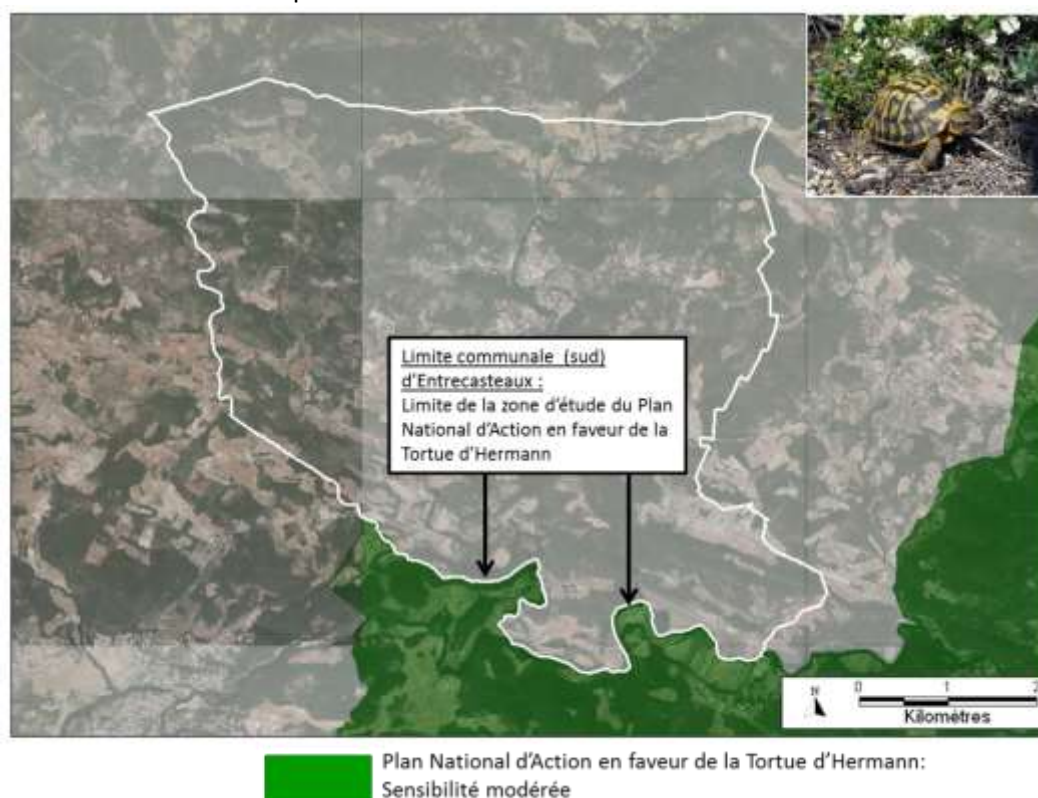 Limite communale (sud)
d'Entrecasteaux :
Limite de la zone d'étude du Plan
National d'Action en faveur de la
Tortue d'Hermann
N
0 1 2
Kilomètres
Plan National d'Action en faveur de la Tortue d'Hermann:
Sensibilité modérée